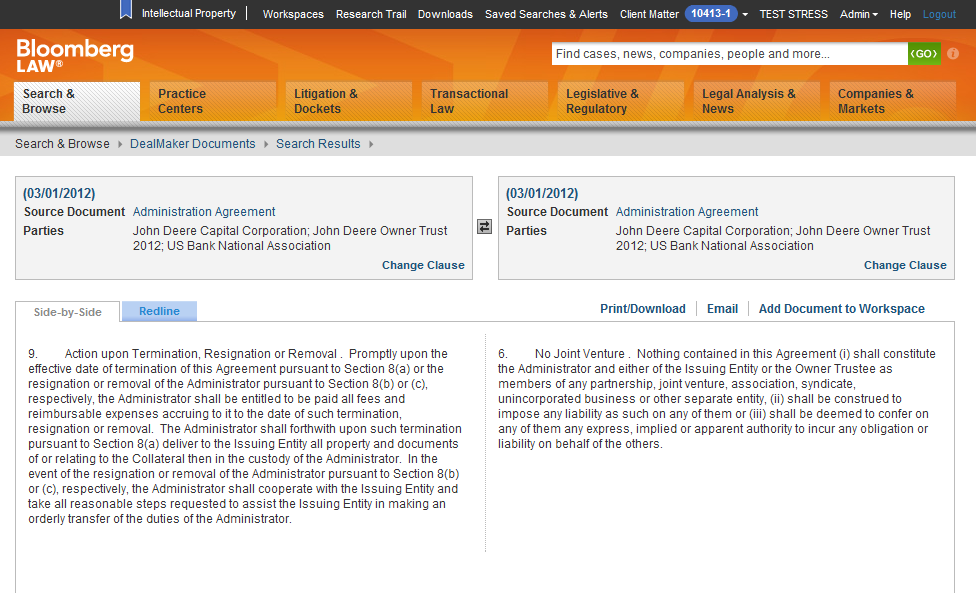 Intellectual Property Workspaces Research Trail Downloads Saved Searches & Alerts Client Matter 10413-1 TEST STRESS Admin Help Logout
Bloomberg
LAW®
Find cases, news, companies, people and more... <GO>
Search &
Browse
Practice
Centers
Litigation &
Dockets
Transactional
Law
Legislative &
Regulatory
Legal Analysis &
News
Companies &
Markets
Search & Browse DealMaker Documents Search Results
(03/01/2012)
Source Document Administration Agreement
Parties John Deere Capital Corporation; John Deere Owner Trust
2012; US Bank National Association
Change Clause
(03/01/2012)
Source Document Administration Agreement
Parties John Deere Capital Corporation; John Deere Owner Trust
2012; US Bank National Association
Change Clause
Side-by-Side Redline Print/Download Email Add Document to Workspace
9. Action upon Termination, Resignation or Removal . Promptly upon the
effective date of termination of this Agreement pursuant to Section 8(a) or the
resignation or removal of the Administrator pursuant to Section 8(b) or (c),
respectively, the Administrator shall be entitled to be paid all fees and
reimbursable expenses accruing to it to the date of such termination,
resignation or removal. The Administrator shall forthwith upon such termination
pursuant to Section 8(a) deliver to the Issuing Entity all property and documents
of or relating to the Collateral then in the custody of the Administrator. In the
event of the resignation or removal of the Administrator pursuant to Section 8(b)
or (c), respectively, the Administrator shall cooperate with the Issuing Entity and
take all reasonable steps requested to assist the Issuing Entity in making an
orderly transfer of the duties of the Administrator.
6. No Joint Venture . Nothing contained in this Agreement (i) shall constitute
the Administrator and either of the Issuing Entity or the Owner Trustee as
members of any partnership, joint venture, association, syndicate,
unincorporated business or other separate entity, (ii) shall be construed to
impose any liability as such on any of them or (iii) shall be deemed to confer on
any of them any express, implied or apparent authority to incur any obligation or
liability on behalf of the others.